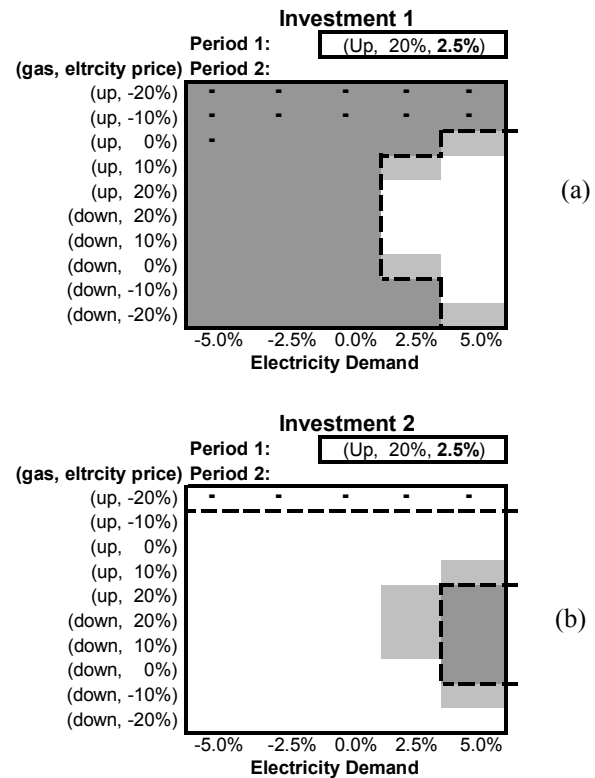 Investment 1
Period 1: (Up, 20%, 2.5%)
(gas, eltrcity price) Period 2:
(up, -20%) - - - - -
(up, -10%) - - - - -
(up, 0%) -
(up, 10%)
(up, 20%)
(down, 20%)
(down, 10%)
(down, 0%)
(down, -10%)
(down, -20%)
-5.0% -2.5% 0.0% 2.5% 5.0%
Electricity Demand
(a)
Investment 2
Period 1: (Up, 20%, 2.5%)
(gas, eltrcity price) Period 2:
(up, -20%) - - - - -
(up, -10%)
(up, 0%)
(up, 10%)
(up, 20%)
(down, 20%)
(down, 10%)
(down, 0%)
(down, -10%)
(down, -20%)
-5.0% -2.5% 0.0% 2.5% 5.0%
Electricity Demand
(b)